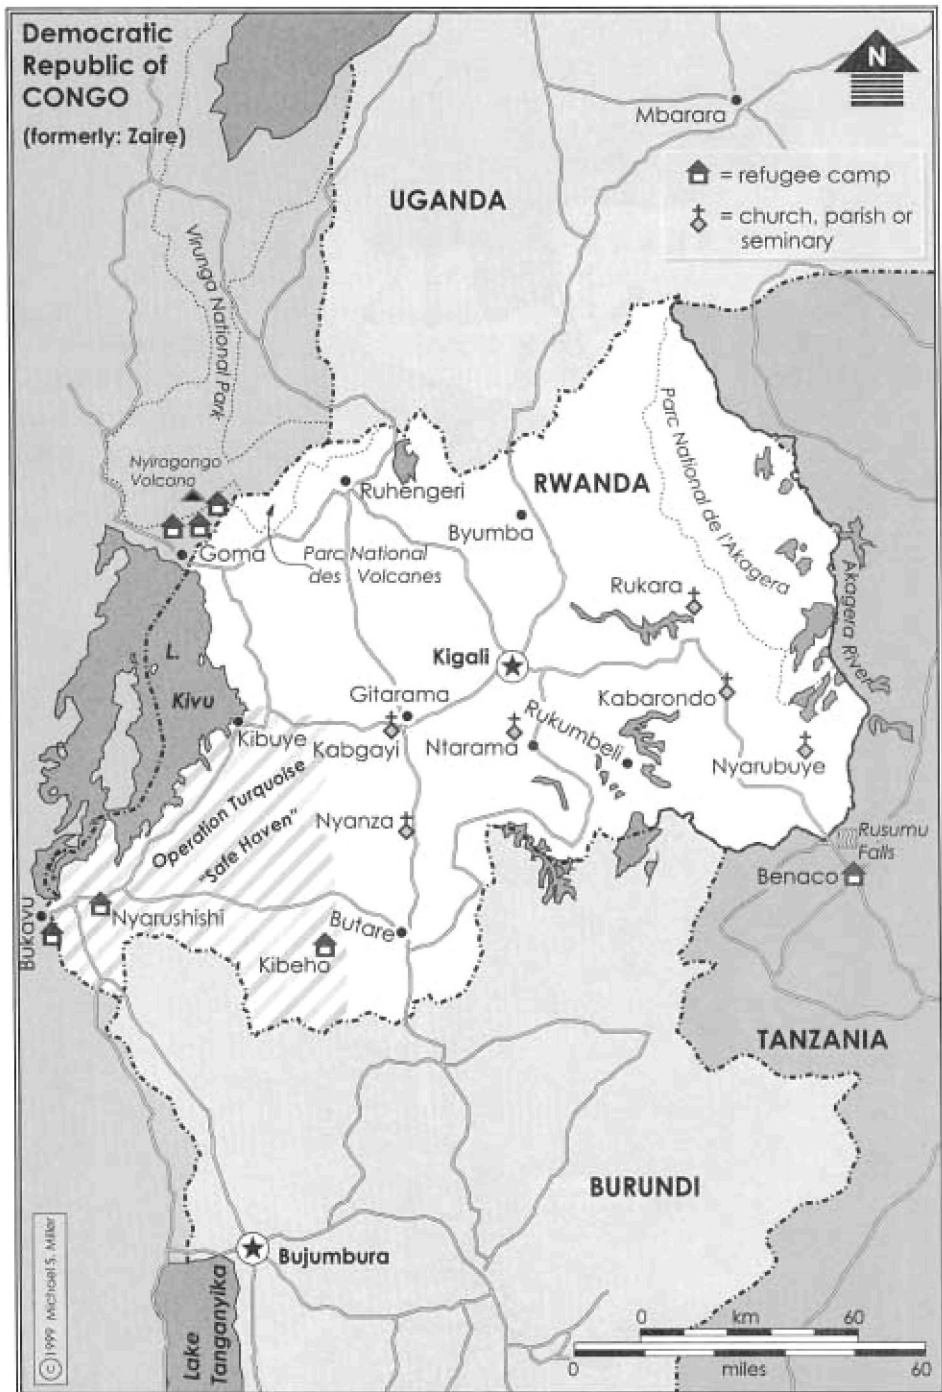 Democratic
Republic of
CONGO
(formerly: Zaire)
N
Mbarara
= refugee camp
= church, parish or
seminary
UGANDA
Virunga National Park
Parc National de l'Akagera
Nyiragongo
Volcano
Ruhengeri
RWANDA
Byumba
Goma
Parc National
des Volcanes
Akagera River
Rukara
L.
Kivu
Kigali
Gitarama
Kabarondo
Kibuye
Kabgayi
Ntarama
Rukumbeli
Nyarubuye
Operation Turquoise
"Safe Haven"
Nyanza
Rusumu
Falls
Benaco
Bukavu
Nyarushishi
Butare
Kibeho
TANZANIA
BURUNDI
Bujumbura
Lake
Tanganyika
© 1999 Michael S. Miller
0 km 60
0 miles 60